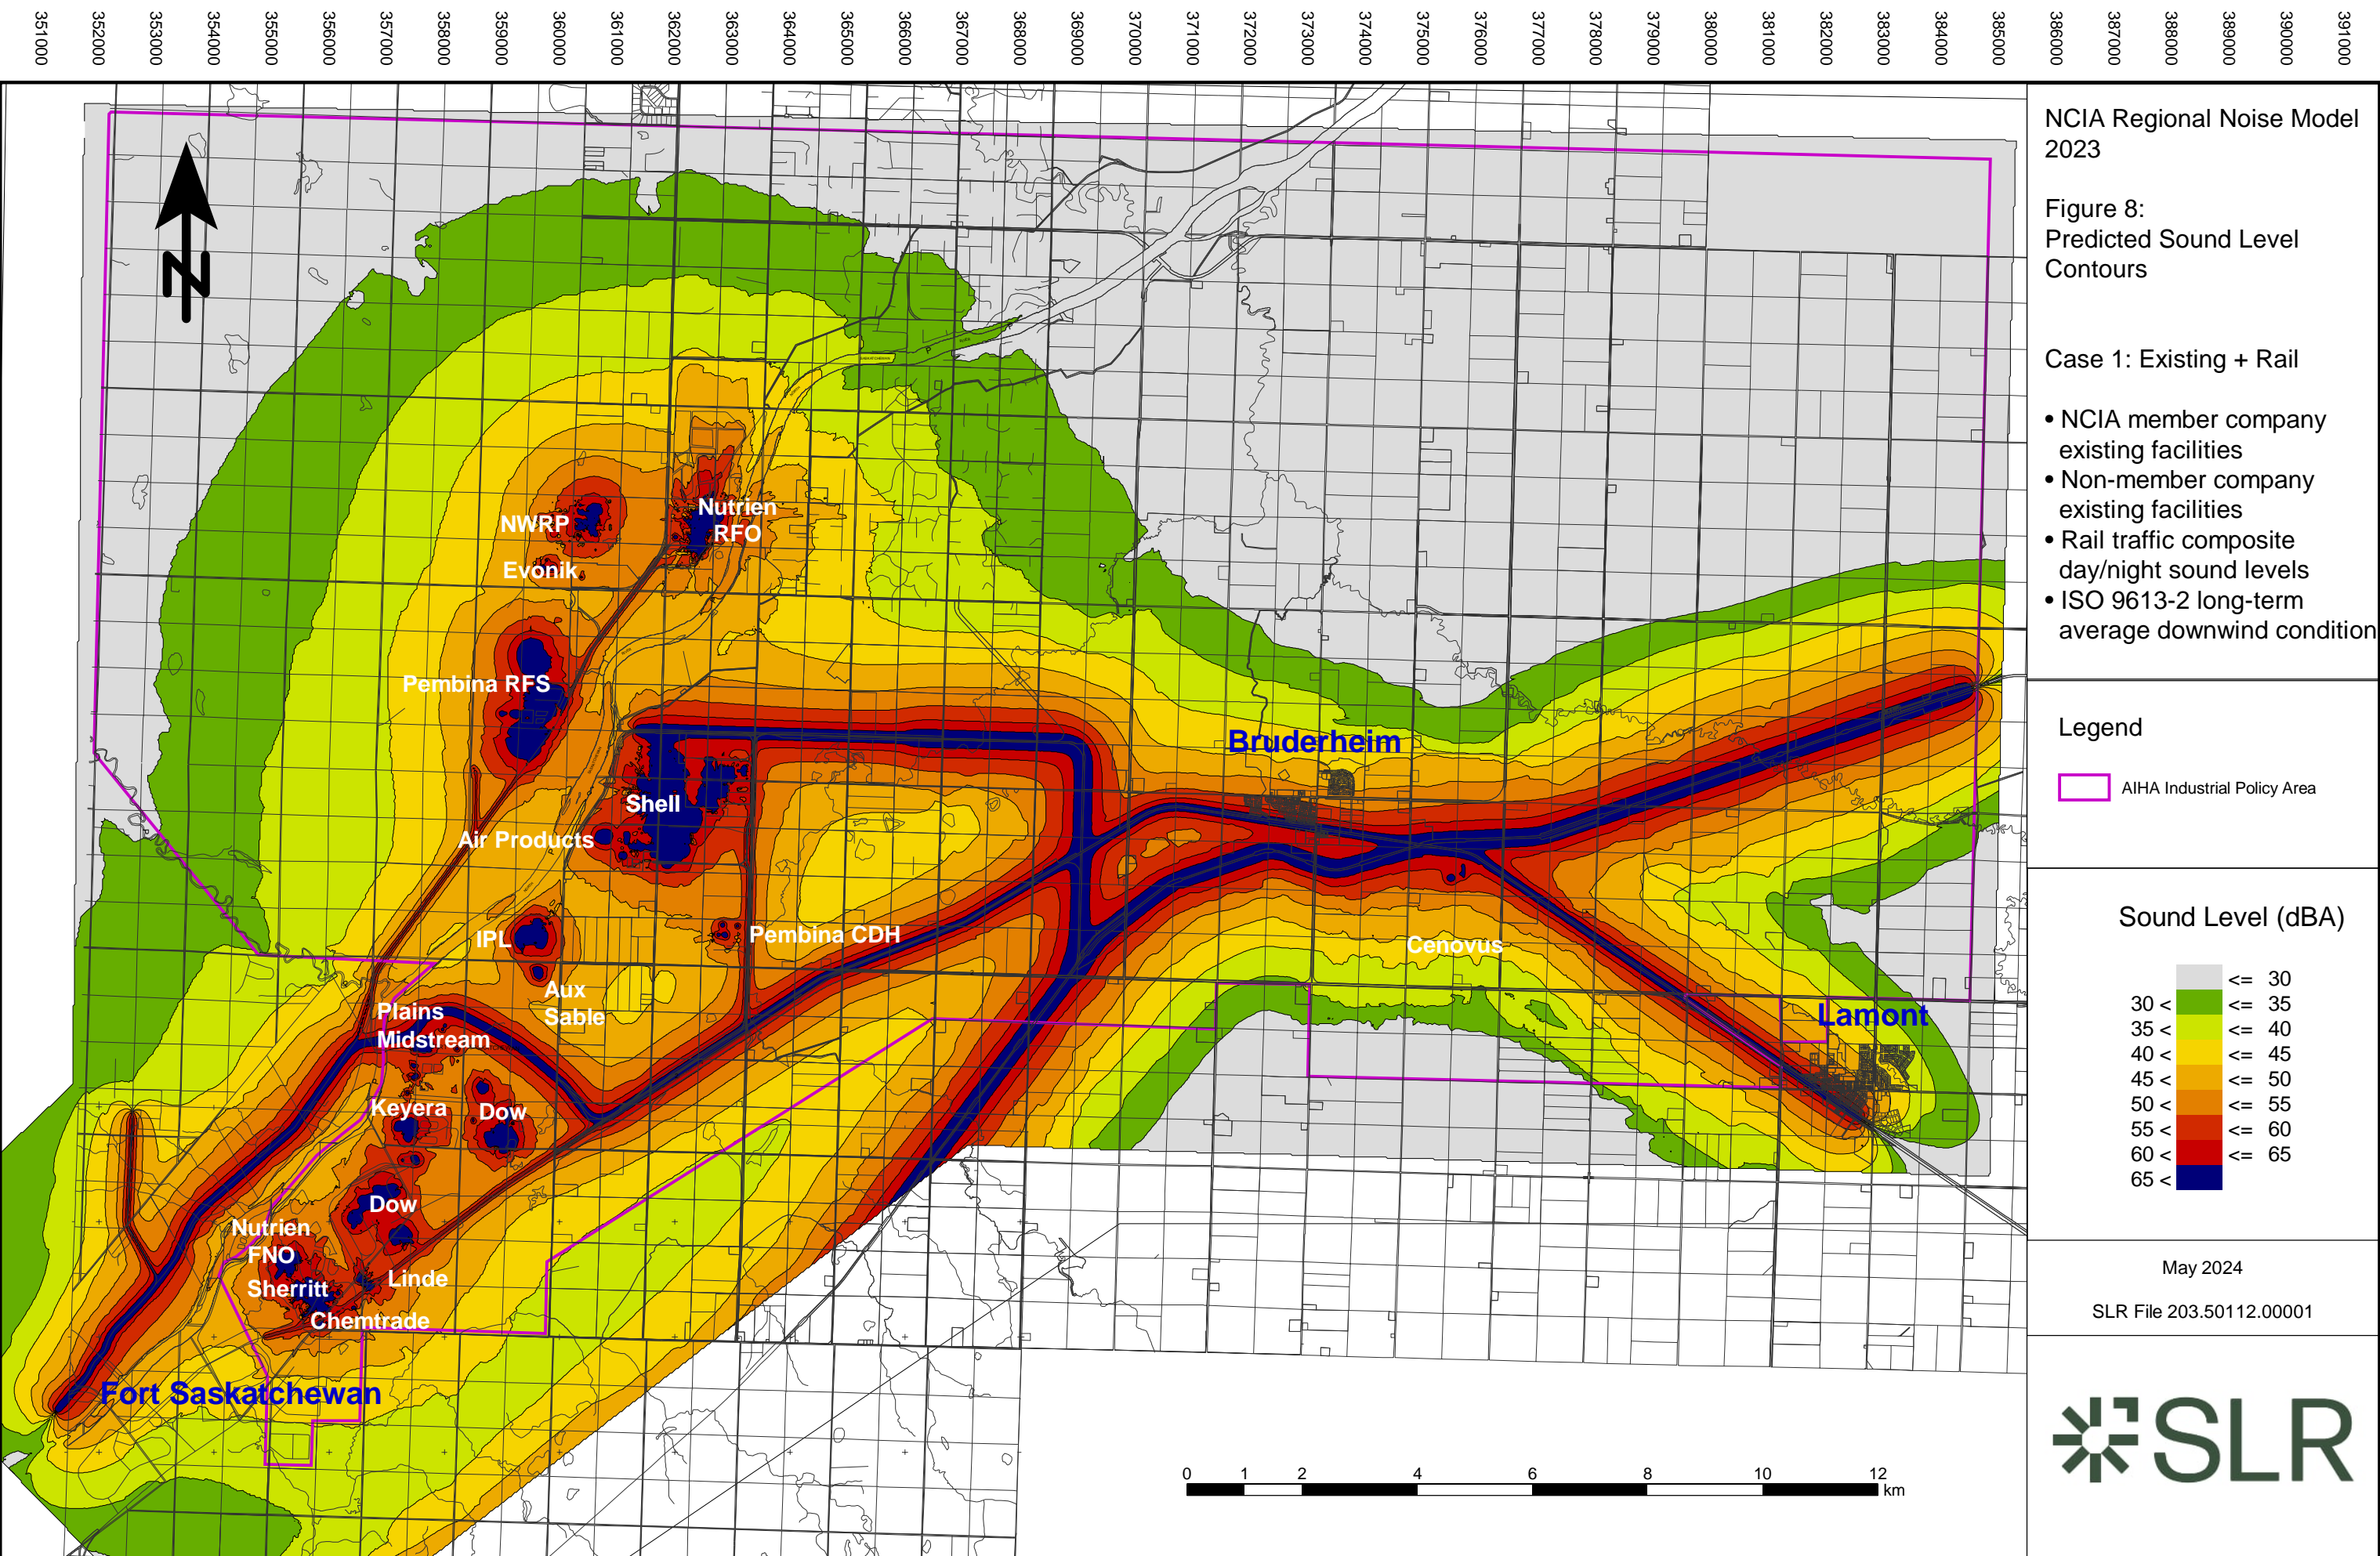 351000
352000
353000
354000
355000
356000
357000
358000
359000
360000
361000
362000
363000
364000
365000
366000
367000
368000
369000
370000
371000
372000
373000
374000
375000
376000
377000
378000
379000
380000
381000
382000
383000
384000
385000
386000
387000
388000
389000
390000
391000
N
NWRP
Nutrien
RFO
Evonik
Pembina RFS
Bruderheim
Shell
Air Products
IPL
Pembina CDH
Cenovus
Aux
Sable
Plains
Midstream
Lamont
Keyera
Dow
Dow
Nutrien
FNO
Sherritt
Linde
Chemtrade
Fort Saskatchewan
0 1 2 4 6 8 10 12
km
NCIA Regional Noise Model
2023
Figure 8:
Predicted Sound Level
Contours
Case 1: Existing + Rail
• NCIA member company
existing facilities
• Non-member company
existing facilities
• Rail traffic composite
day/night sound levels
• ISO 9613-2 long-term
average downwind condition
Legend
AIHA Industrial Policy Area
Sound Level (dBA)
<= 30
30 < <= 35
35 < <= 40
40 < <= 45
45 < <= 50
50 < <= 55
55 < <= 60
60 < <= 65
65 <
May 2024
SLR File 203.50112.00001
SLR